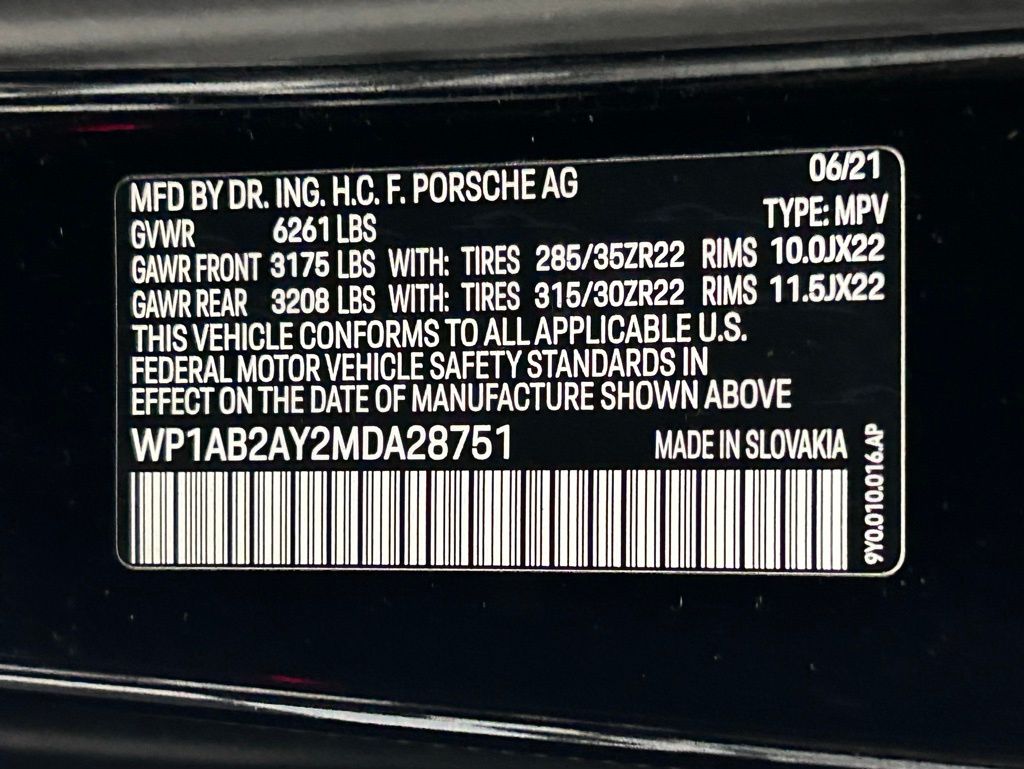 06/21
MFD BY DR. ING. H.C. F. PORSCHE AG
TYPE: MPV
GVWR 6261 LBS
GAWR FRONT 3175 LBS WITH: TIRES 285/35ZR22 RIMS 10.0JX22
GAWR REAR 3208 LBS WITH: TIRES 315/30ZR22 RIMS 11.5JX22
THIS VEHICLE CONFORMS TO ALL APPLICABLE U.S.
FEDERAL MOTOR VEHICLE SAFETY STANDARDS IN
EFFECT ON THE DATE OF MANUFACTURE SHOWN ABOVE
WP1AB2AY2MDA28751 MADE IN SLOVAKIA
9Y0.010.016.AP